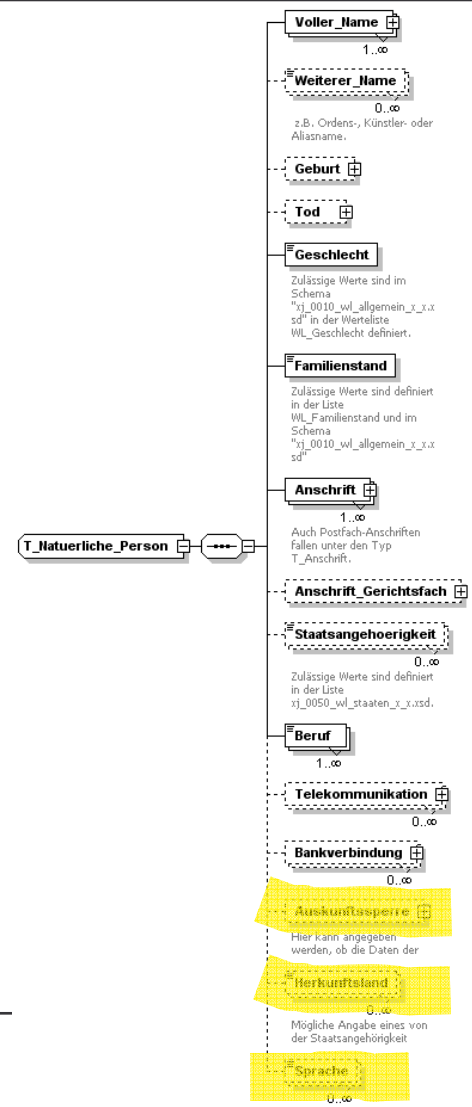 Voller_Name
1..∞
Weiterer_Name
0..∞
z.B. Ordens-, Künstler- oder
Aliasname.
Geburt
Tod
Geschlecht
Zulässige Werte sind im
Schema
"xj_0010_wl_allgemein_x_x.x
sd" in der Werteliste
WL_Geschlecht definiert.
Familienstand
Zulässige Werte sind definiert
in der Liste
WL_Familienstand und im
Schema
"xj_0010_wl_allgemein_x_x.x
sd"
Anschrift
1..∞
Auch Postfach-Anschriften
fallen unter den Typ
T_Anschrift.
T_Natuerliche_Person
Anschrift_Gerichtsfach
Staatsangehoerigkeit
0..∞
Zulässige Werte sind definiert
in der Liste
xj_0050_wl_staaten_x_x.xsd.
Beruf
1..∞
Telekommunikation
0..∞
Bankverbindung
0..∞
Auskunftssperre
Hier kann angegeben
werden, ob die Daten der
Herkunftsland
0..∞
Mögliche Angabe eines von
der Staatsangehörigkeit
Sprache
0..∞